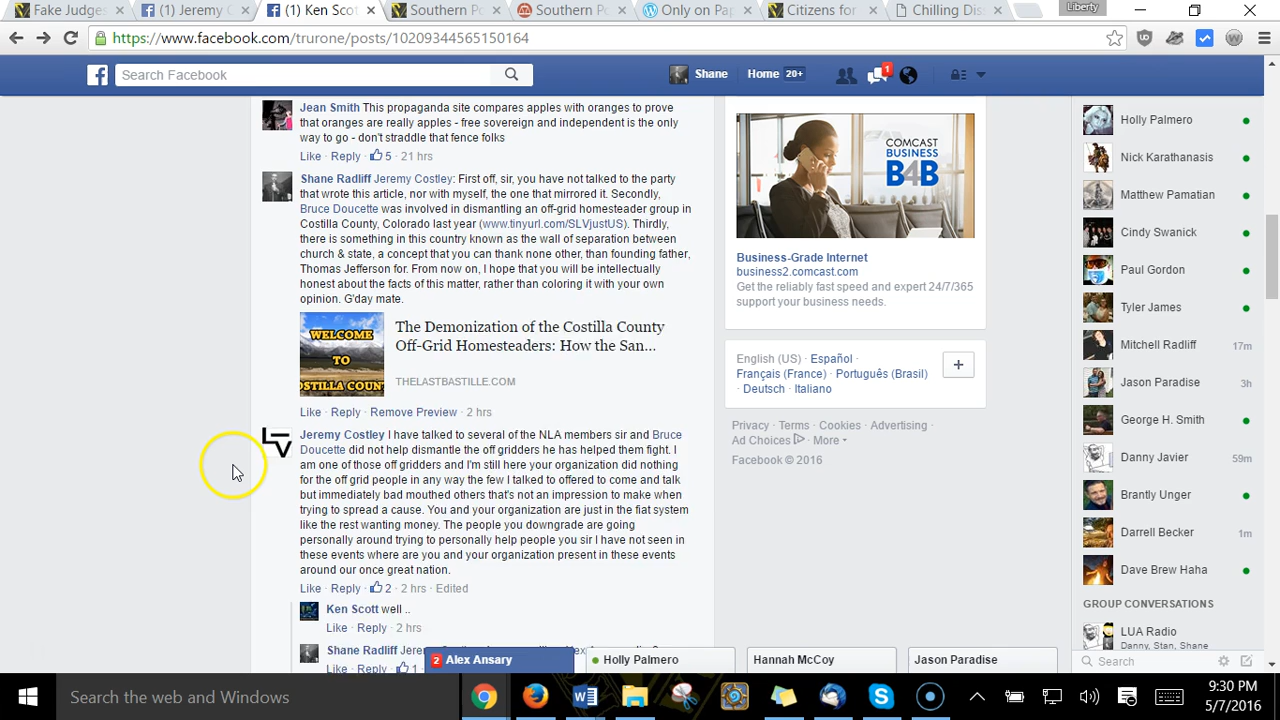 Fake Judges
(1) Jeremy C
(1) Ken Scot
Southern Po
Southern Po
Only on Pap
Citizens for
Chilling Dis
Liberty
https://www.facebook.com/trurone/posts/10209344565150164
Search Facebook
Shane
Home 20+
1
Jean Smith This propaganda site compares apples with oranges to prove
that oranges are really apples - free sovereign and independent is the only
way to go - don't straddle that fence folks
Like · Reply · 5 · 21 hrs
Shane Radliff Jeremy Costley: First off, sir, you have not talked to the party
that wrote this article, nor with myself, the one that mirrored it. Secondly,
Bruce Doucette was involved in dismantling an off-grid homesteader group in
Costilla County, Colorado last year (www.tinyurl.com/SLVjustUS). Thirdly,
there is something in this country known as the wall of separation between
church & state, a concept that you can thank none other, than founding father,
Thomas Jefferson for. From now on, I hope that you will be intellectually
honest about the facts of this matter, rather than coloring it with your own
opinion. G'day mate.
WELCOME
TO
COSTILLA COUNT
The Demonization of the Costilla County
Off-Grid Homesteaders: How the San...
THELASTBASTILLE.COM
Like · Reply · Remove Preview · 2 hrs
Jeremy Costley I have talked to several of the NLA members sir and Bruce
Doucette did not help dismantle the off gridders he has helped them fight. I
am one of those off gridders and I'm still here your organization did nothing
for the off grid people in any way the few I talked to offered to come and talk
but immediately bad mouthed others that's not an impression to make when
trying to spread a cause. You and your organization are just in the fiat system
like the rest wanting money. The people you downgrade are going
personally around trying to personally help people you sir I have not seen in
these events where are you and your organization present in these events
around our once great nation.
Like · Reply · 2 · 2 hrs · Edited
Ken Scott well ..
Like · Reply · 2 hrs
Shane Radliff
Like · Reply · 1
COMCAST
BUSINESS
B4B
Business-Grade Internet
business2.comcast.com
Get the reliably fast speed and expert 24/7/365
support your business needs.
English (US) · Español ·
Français (France) · Português (Brasil)
· Deutsch · Italiano
Privacy · Terms · Cookies · Advertising ·
Ad Choices · More
Facebook © 2016
Holly Palmero
Nick Karathanasis
Matthew Pamatian
Cindy Swanick
Paul Gordon
Tyler James
Mitchell Radliff 17m
Jason Paradise 3h
George H. Smith
Danny Javier 59m
Brantly Unger
Darrell Becker 1m
Dave Brew Haha
GROUP CONVERSATIONS
LUA Radio
Danny, Stan, Shane
Search
2 Alex Ansary
Holly Palmero
Hannah McCoy
Jason Paradise
Search the web and Windows
9:30 PM
5/7/2016